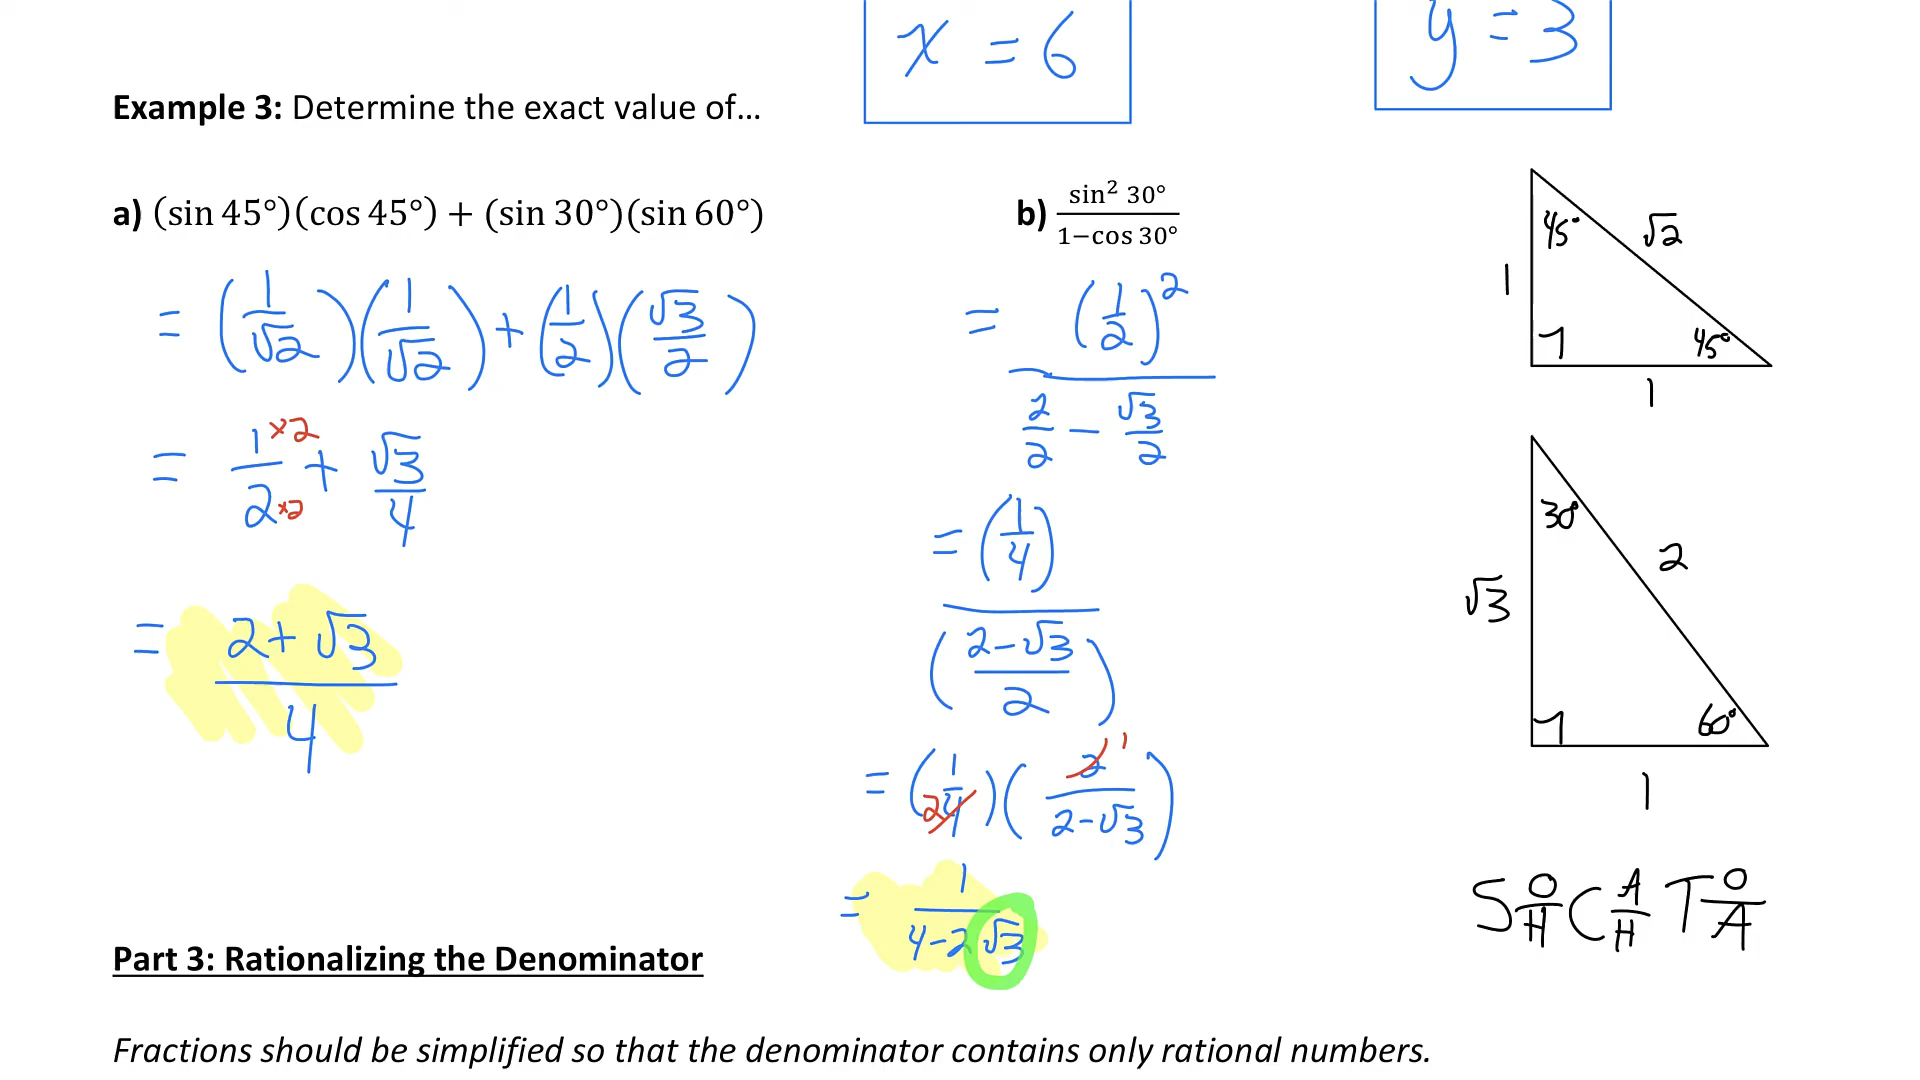 x = 6
y = 3
Example 3: Determine the exact value of...
a) (sin 45°)(cos 45°) + (sin 30°)(sin 60°)
= (1/√2)(1/√2) + (1/2)(√3/2)
= 1×2/2×2 + √3/4
= 2+√3/4
b) sin² 30°/1−cos 30°
= (1/2)²/2/2 − √3/2
= (1/4)/(2−√3/2)
= (1/4)(2/2−√3)
2 1
= 1/4−2√3
45°
√2
1
45°
1
30°
2
√3
60°
1
S O/H C A/H T O/A
Part 3: Rationalizing the Denominator
Fractions should be simplified so that the denominator contains only rational numbers.